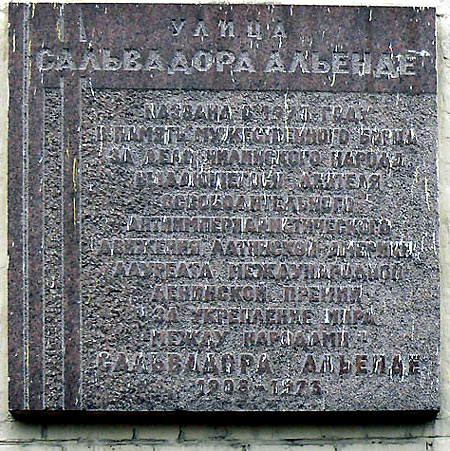 УЛИЦА
САЛЬВАДОРА АЛЬЕНДЕ
НАЗВАНА В ГОДУ
В ПАМЯТЬ МУЖЕСТВЕННОГО БОРЦА
ЗА ДЕЛО ЧИЛИЙСКОГО НАРОДА
ВЫДАЮЩЕГОСЯ ДЕЯТЕЛЯ
ОСВОБОДИТЕЛЬНОГО
АНТИИМПЕРИАЛИСТИЧЕСКОГО
ДВИЖЕНИЯ ЛАТИНСКОЙ АМЕРИКИ
ЛАУРЕАТА МЕЖДУНАРОДНОЙ
ЛЕНИНСКОЙ ПРЕМИИ
"ЗА УКРЕПЛЕНИЕ МИРА
МЕЖДУ НАРОДАМИ"
САЛЬВАДОРА АЛЬЕНДЕ
1908-1973